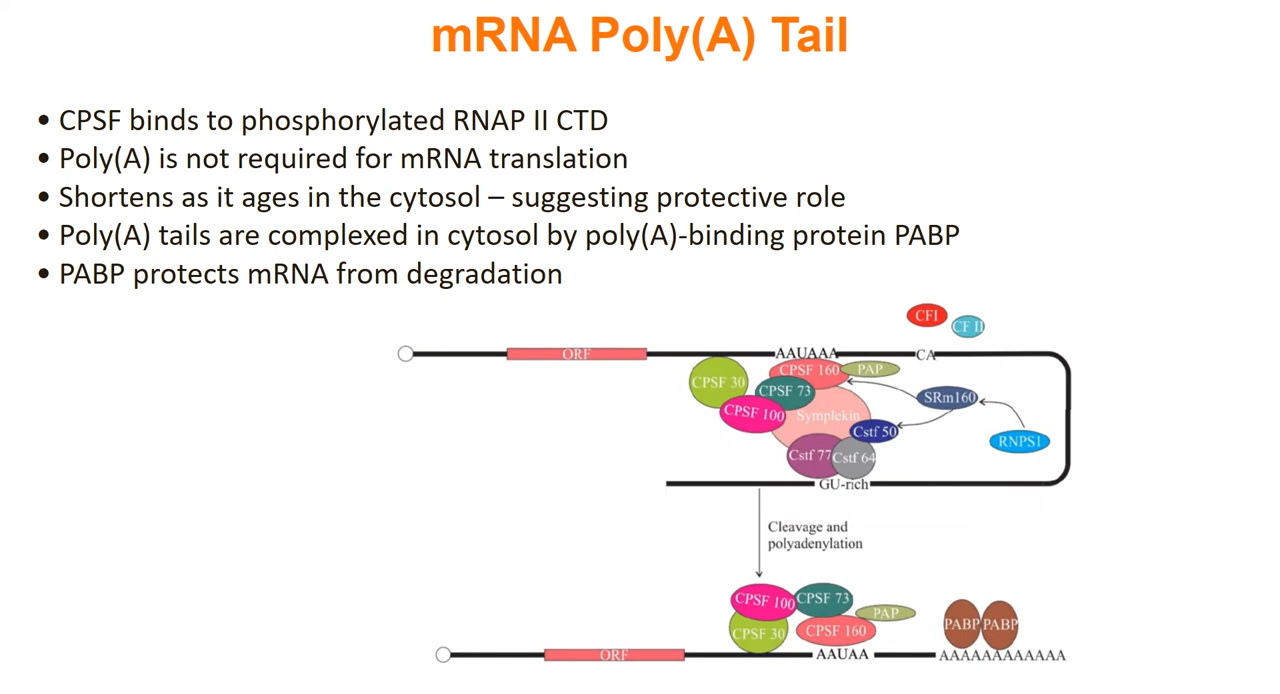 mRNA Poly(A) Tail
• CPSF binds to phosphorylated RNAP II CTD
• Poly(A) is not required for mRNA translation
• Shortens as it ages in the cytosol – suggesting protective role
• Poly(A) tails are complexed in cytosol by poly(A)-binding protein PABP
• PABP protects mRNA from degradation
CFI
CF II
ORF
AAUAAA
CA
CPSF 30
CPSF 160
PAP
CPSF 73
CPSF 100
Symplekin
SRm160
Cstf 50
RNPS1
Cstf 77
Cstf 64
GU-rich
Cleavage and
polyadenylation
CPSF 100
CPSF 73
PAP
CPSF 30
CPSF 160
PABP
PABP
ORF
AAUAA
AAAAAAAAAAAA